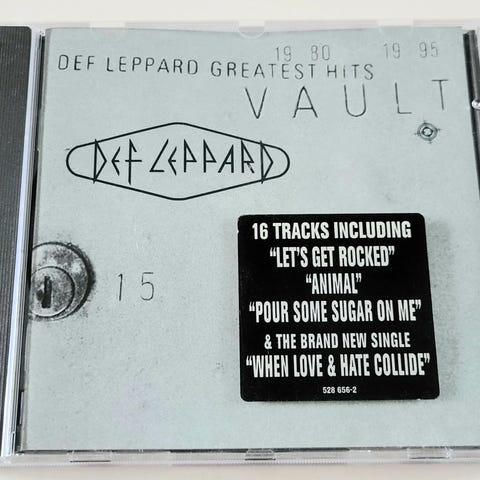 19 80 19 95
DEF LEPPARD GREATEST HITS
VAULT
DEF LEPPARD
15
16 TRACKS INCLUDING
"LET'S GET ROCKED"
"ANIMAL"
"POUR SOME SUGAR ON ME"
& THE BRAND NEW SINGLE
"WHEN LOVE & HATE COLLIDE"
528 656-2